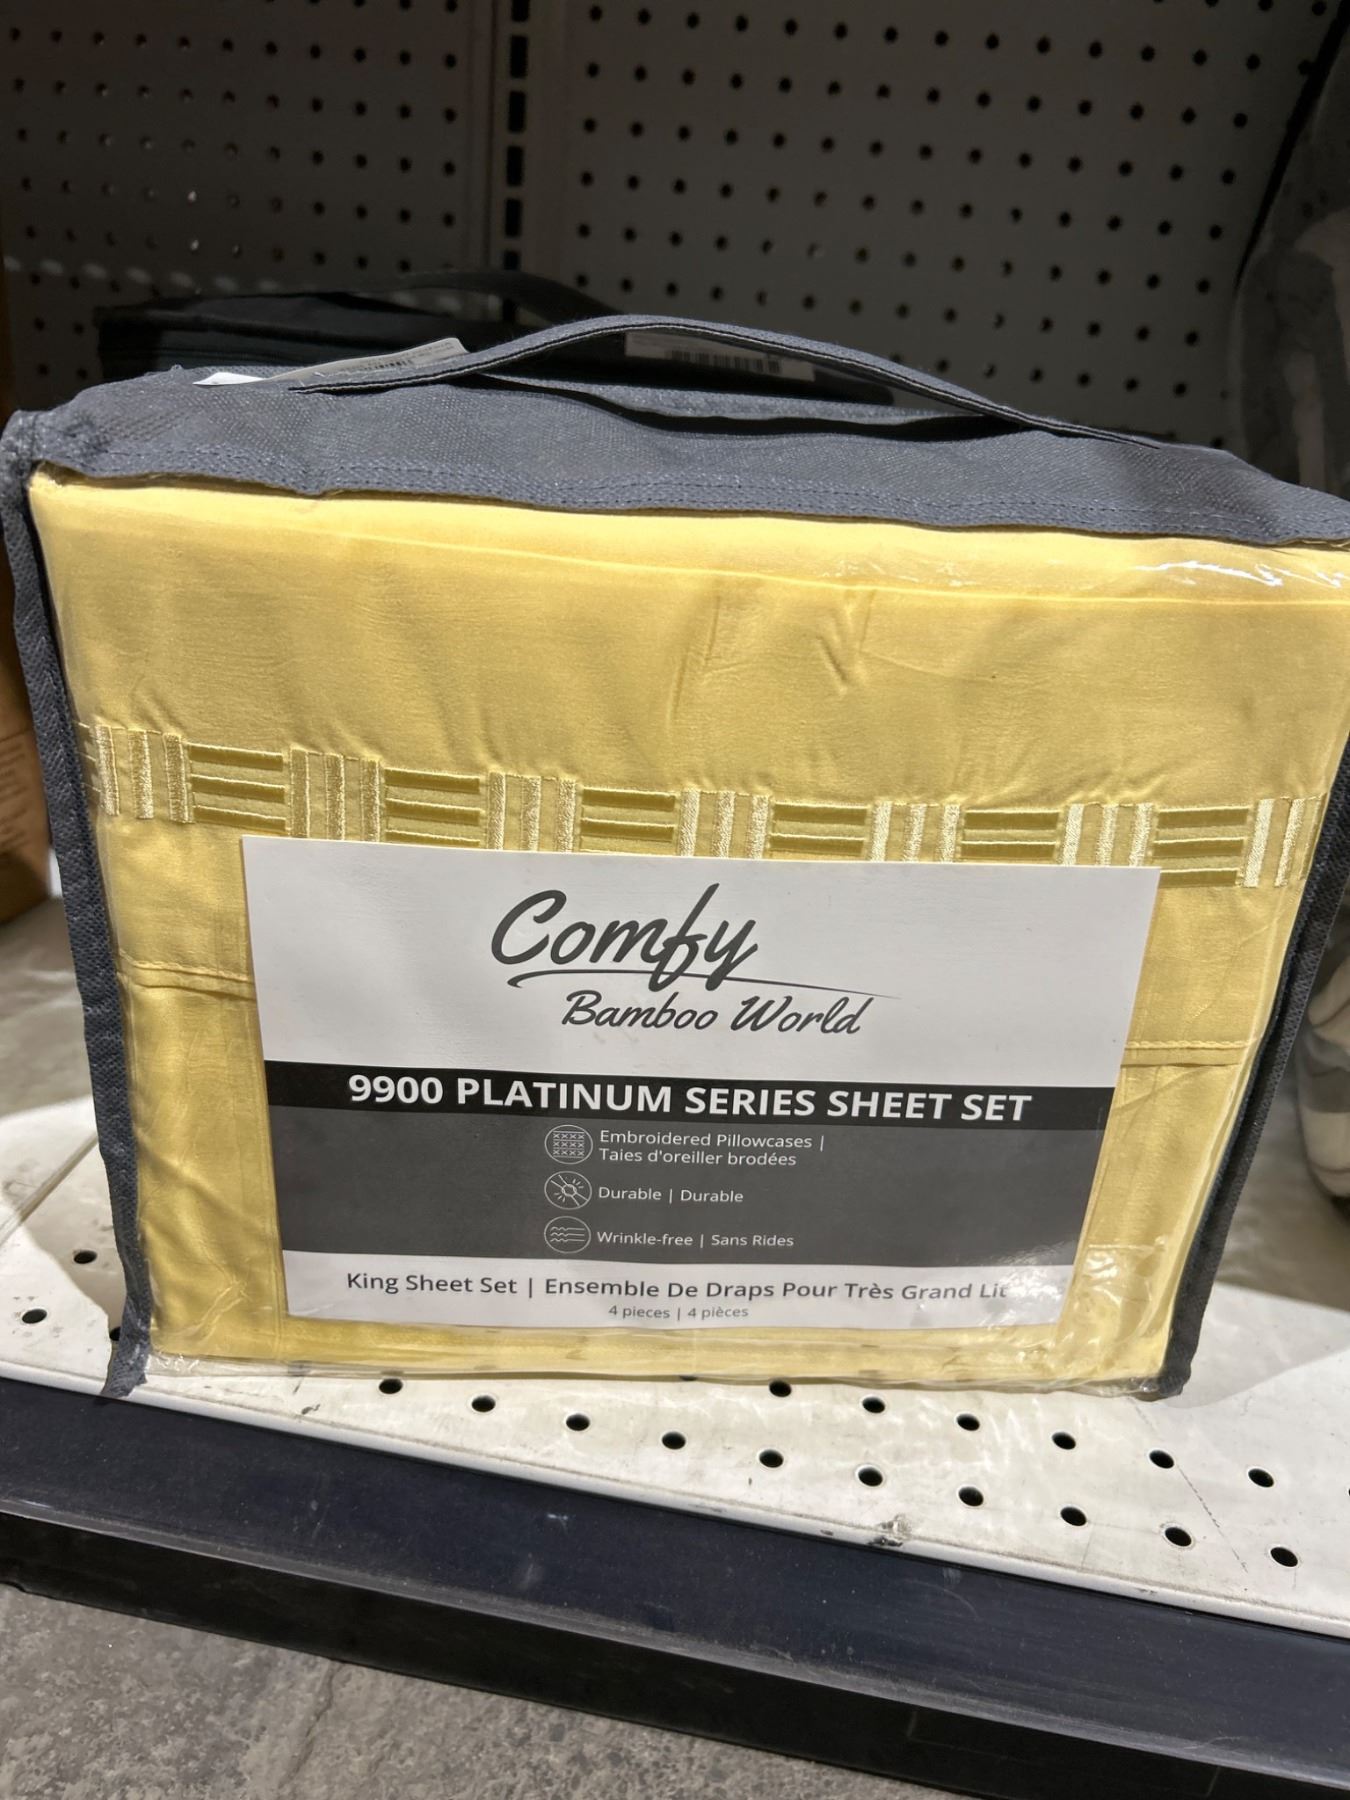 Comfy
Bamboo World
9900 PLATINUM SERIES SHEET SET
Embroidered Pillowcases |
Taies d'oreiller brodées
Durable | Durable
Wrinkle-free | Sans Rides
King Sheet Set | Ensemble De Draps Pour Très Grand Lit
4 pieces | 4 pièces